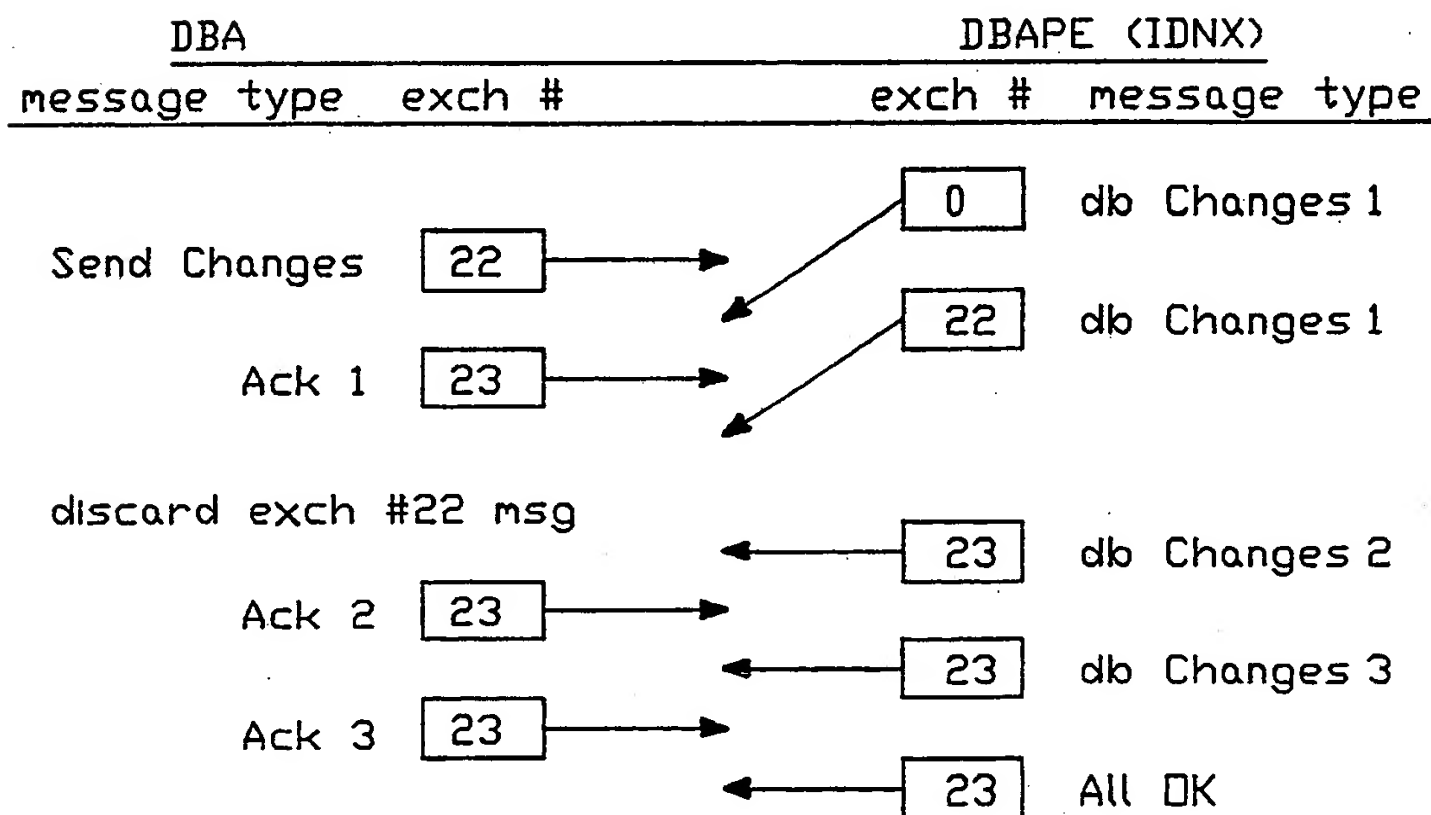 DBA DBAPE (IDNX)
message type exch # exch # message type
0 db Changes 1
Send Changes 22
22 db Changes 1
Ack 1 23
discard exch #22 msg
23 db Changes 2
Ack 2 23
23 db Changes 3
Ack 3 23
23 All OK